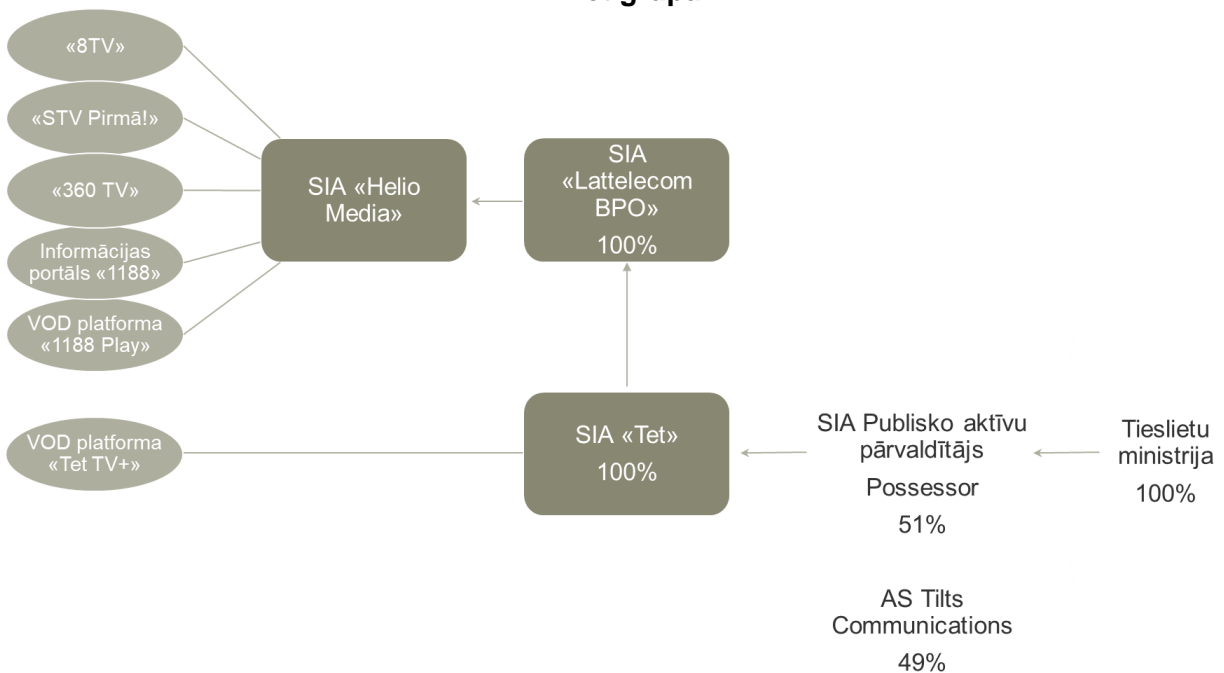 «8TV»
«STV Pirmā!»
«360 TV»
Informācijas
portāls «1188»
VOD platforma
«1188 Play»
SIA «Helio
Media»
SIA
«Lattelecom
BPO»
100%
VOD platforma
«Tet TV+»
SIA «Tet»
100%
SIA Publisko aktīvu
pārvaldītājs
Possessor
51%
Tieslietu
ministrija
100%
AS Tilts
Communications
49%